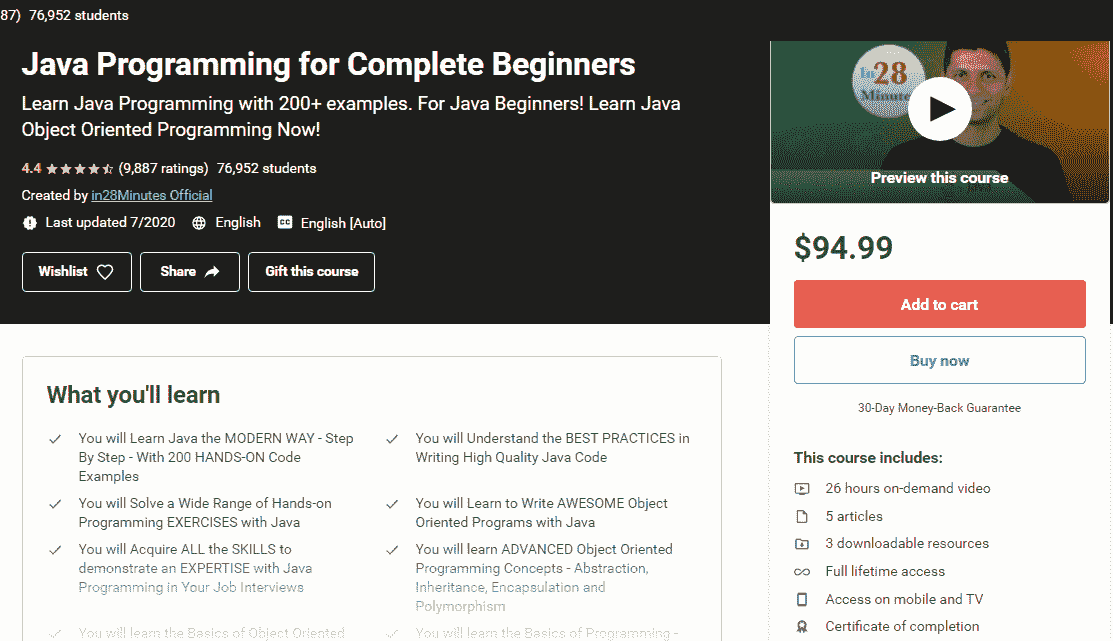 87) 76,952 students
Java Programming for Complete Beginners
Learn Java Programming with 200+ examples. For Java Beginners! Learn Java
Object Oriented Programming Now!
4.4 (9,887 ratings) 76,952 students
Created by in28Minutes Official
Last updated 7/2020 English CC English [Auto]
Wishlist Share Gift this course
In
28
Minutes
Preview this course
$94.99
Add to cart
Buy now
30-Day Money-Back Guarantee
This course includes:
26 hours on-demand video
5 articles
3 downloadable resources
Full lifetime access
Access on mobile and TV
Certificate of completion
What you'll learn
You will Learn Java the MODERN WAY - Step
By Step - With 200 HANDS-ON Code
Examples
You will Understand the BEST PRACTICES in
Writing High Quality Java Code
You will Solve a Wide Range of Hands-on
Programming EXERCISES with Java
You will Learn to Write AWESOME Object
Oriented Programs with Java
You will Acquire ALL the SKILLS to
demonstrate an EXPERTISE with Java
Programming in Your Job Interviews
You will learn ADVANCED Object Oriented
Programming Concepts - Abstraction,
Inheritance, Encapsulation and
Polymorphism
You will learn the Basics of Object Oriented
You will learn the Basics of Programming -